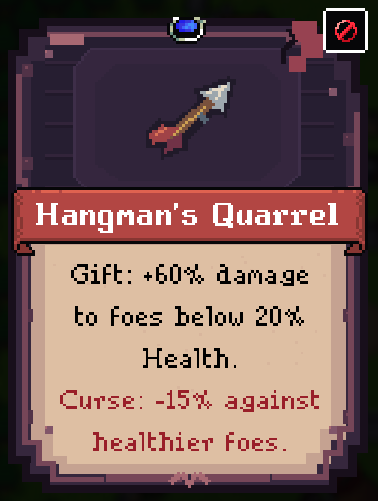 Hangman's Quarrel
Gift: +60% damage
to foes below 20%
Health.
Curse: -15% against
healthier foes.